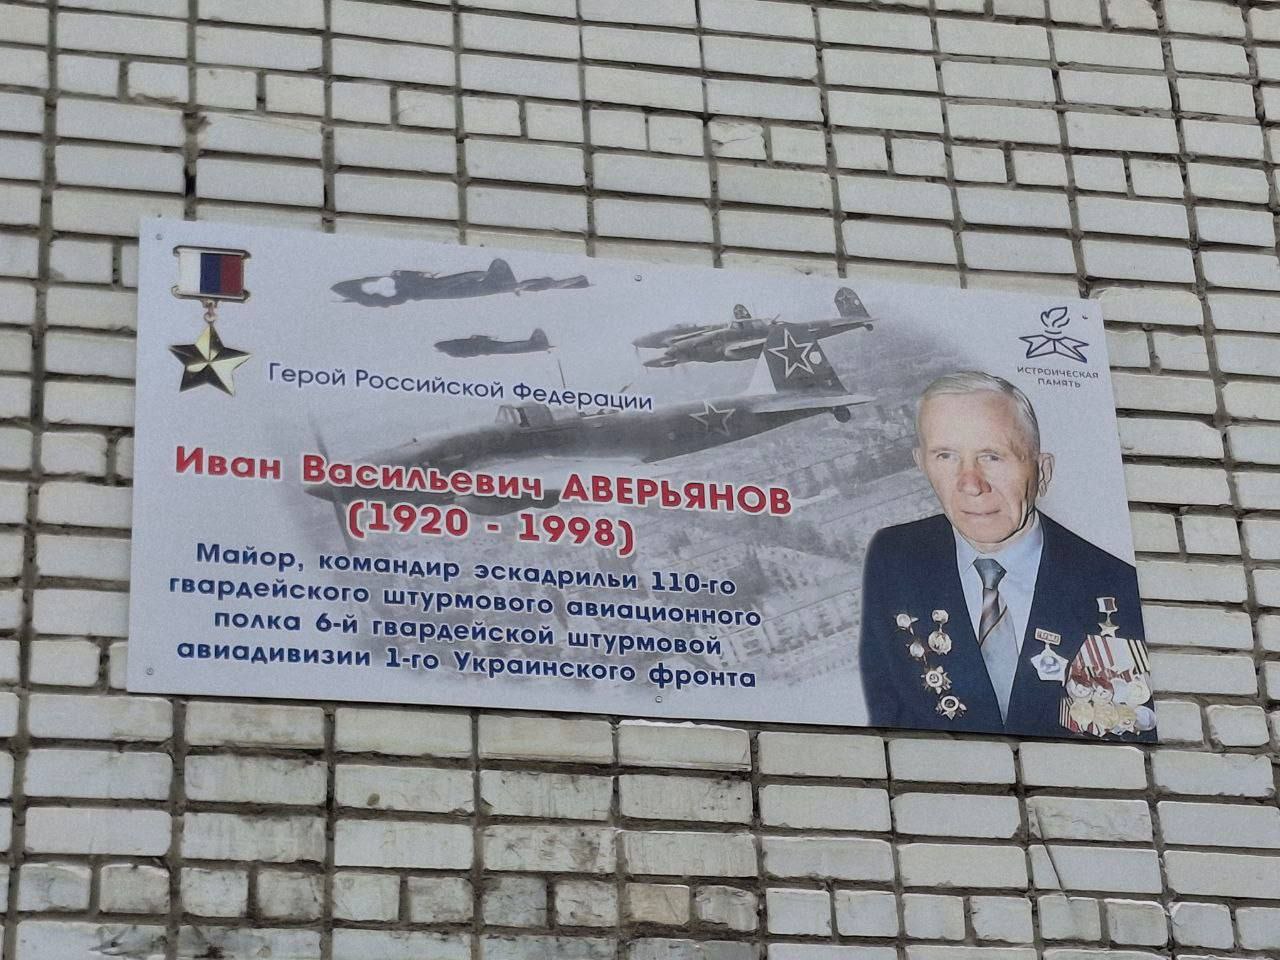 Герой Российской Федерации
Иван Васильевич АВЕРЬЯНОВ
(1920 - 1998)
Майор, командир эскадрильи 110-го
гвардейского штурмового авиационного
полка 6-й гвардейской штурмовой
авиадивизии 1-го Украинского фронта
ИСТРОИЧЕСКАЯ
ПАМЯТЬ